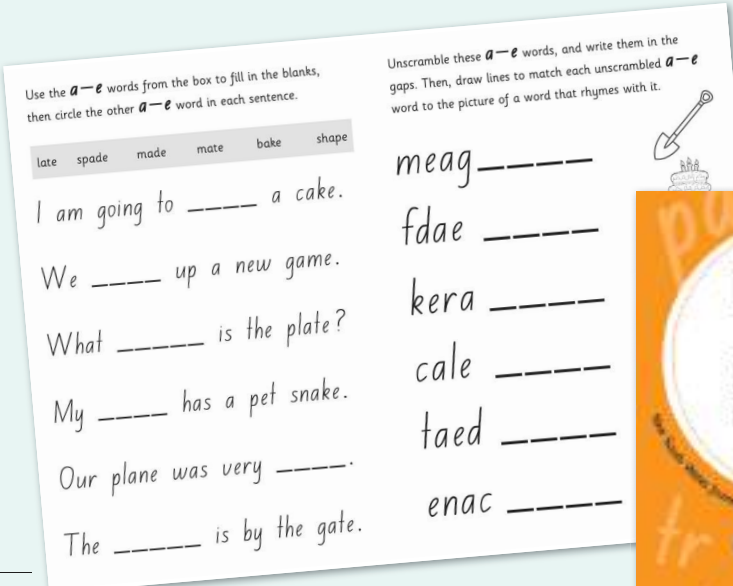 Use the a—e words from the box to fill in the blanks,
then circle the other a—e word in each sentence.
late spade made mate bake shape
I am going to ____ a cake.
We ____ up a new game.
What _____ is the plate?
My ____ has a pet snake.
Our plane was very ____.
The _____ is by the gate.
Unscramble these a—e words, and write them in the
gaps. Then, draw lines to match each unscrambled a—e
word to the picture of a word that rhymes with it.
meag ____
fdae ____
kera ____
cale ____
taed ____
enac ____
pa
tr